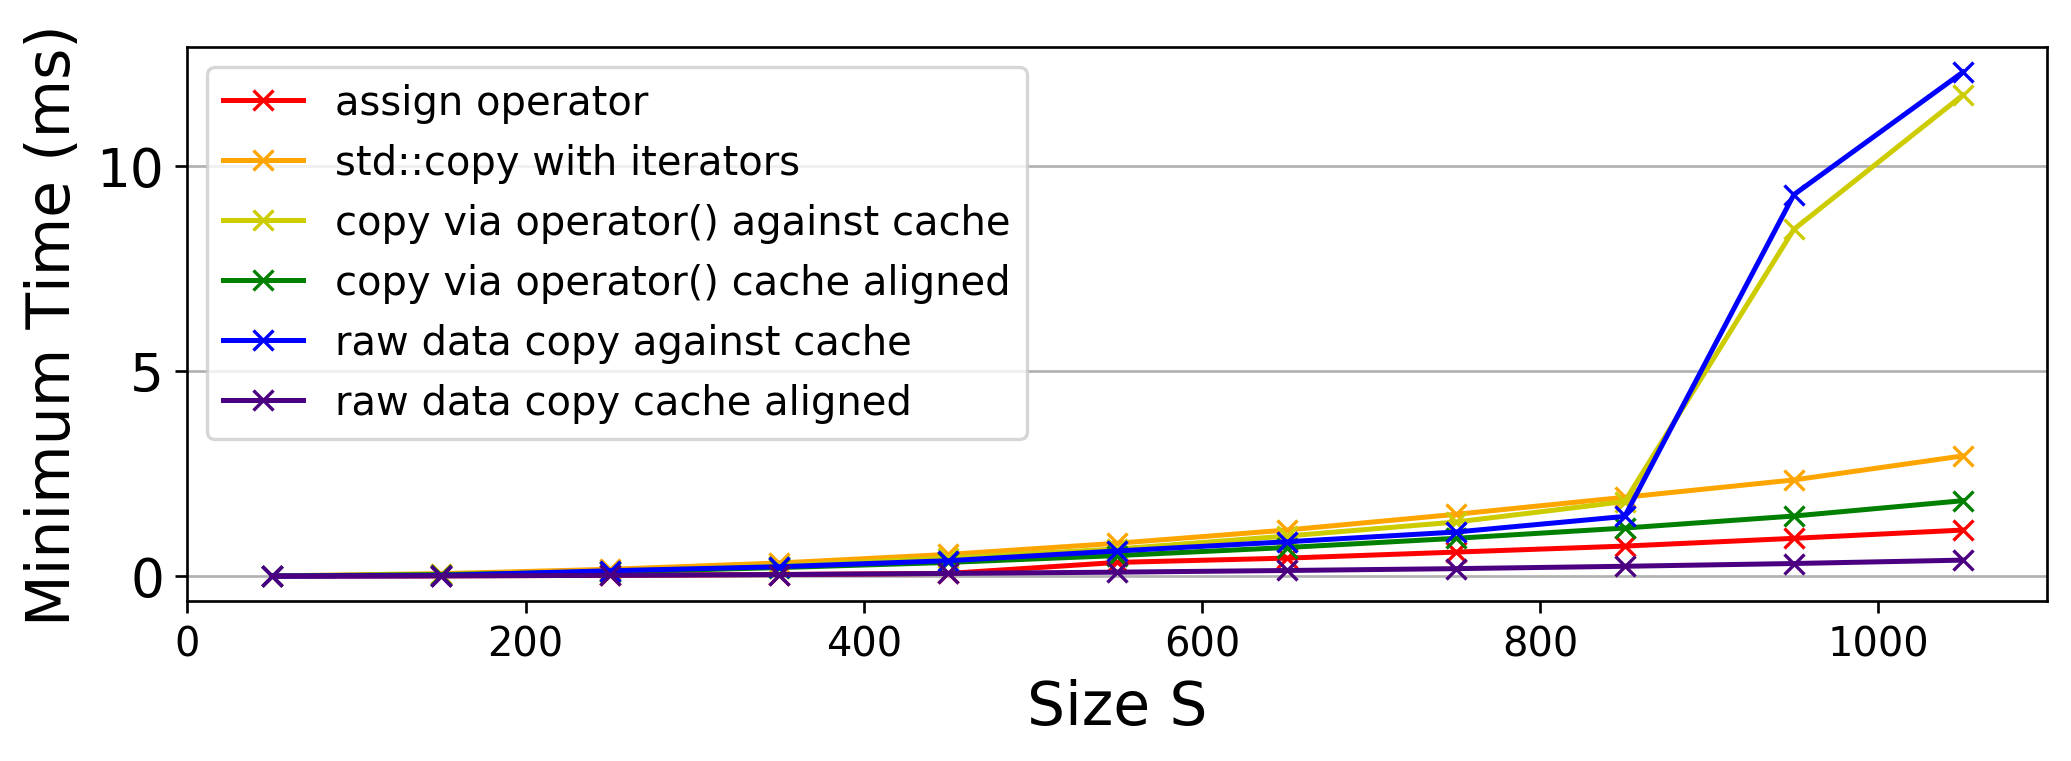 Minimum Time (ms)
10
5
0
assign operator
std::copy with iterators
copy via operator() against cache
copy via operator() cache aligned
raw data copy against cache
raw data copy cache aligned
0 200 400 600 800 1000
Size S